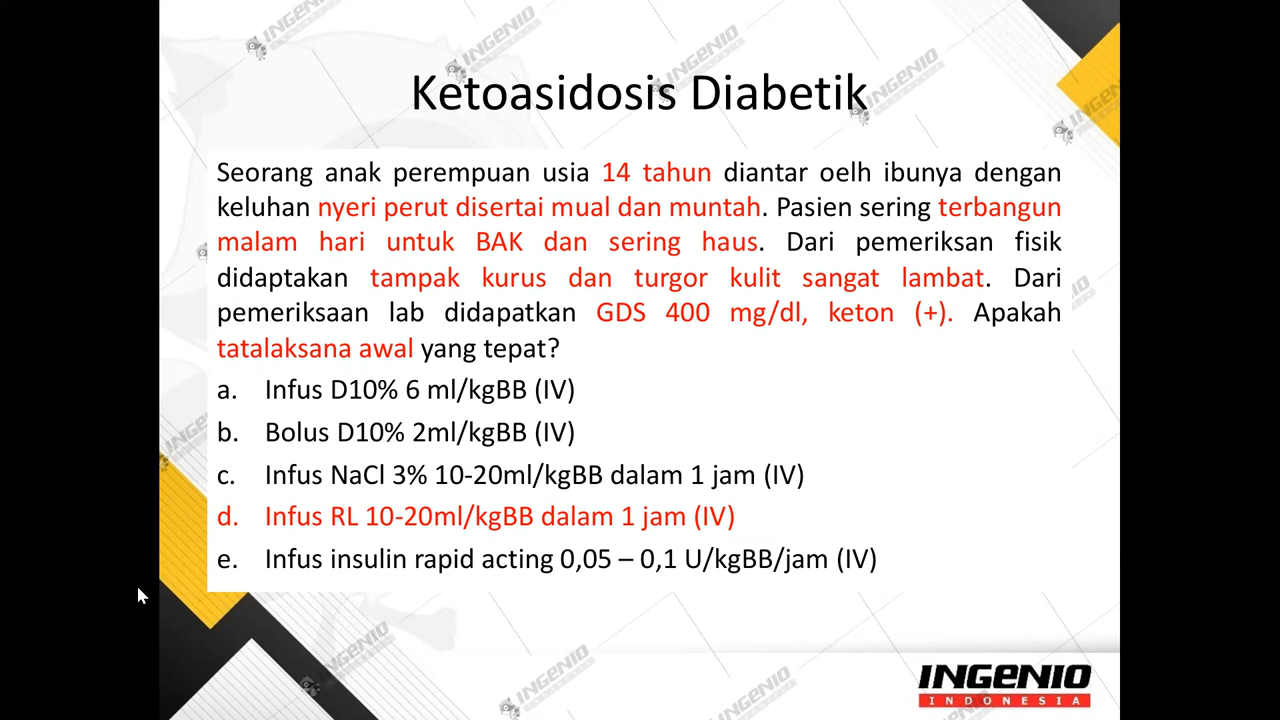 Ketoasidosis Diabetik
Seorang anak perempuan usia 14 tahun diantar oelh ibunya dengan
keluhan nyeri perut disertai mual dan muntah. Pasien sering terbangun
malam hari untuk BAK dan sering haus. Dari pemeriksan fisik
didaptakan tampak kurus dan turgor kulit sangat lambat. Dari
pemeriksaan lab didapatkan GDS 400 mg/dl, keton (+). Apakah
tatalaksana awal yang tepat?
a. Infus D10% 6 ml/kgBB (IV)
b. Bolus D10% 2ml/kgBB (IV)
c. Infus NaCl 3% 10-20ml/kgBB dalam 1 jam (IV)
d. Infus RL 10-20ml/kgBB dalam 1 jam (IV)
e. Infus insulin rapid acting 0,05 – 0,1 U/kgBB/jam (IV)
INGENIO
INDONESIA